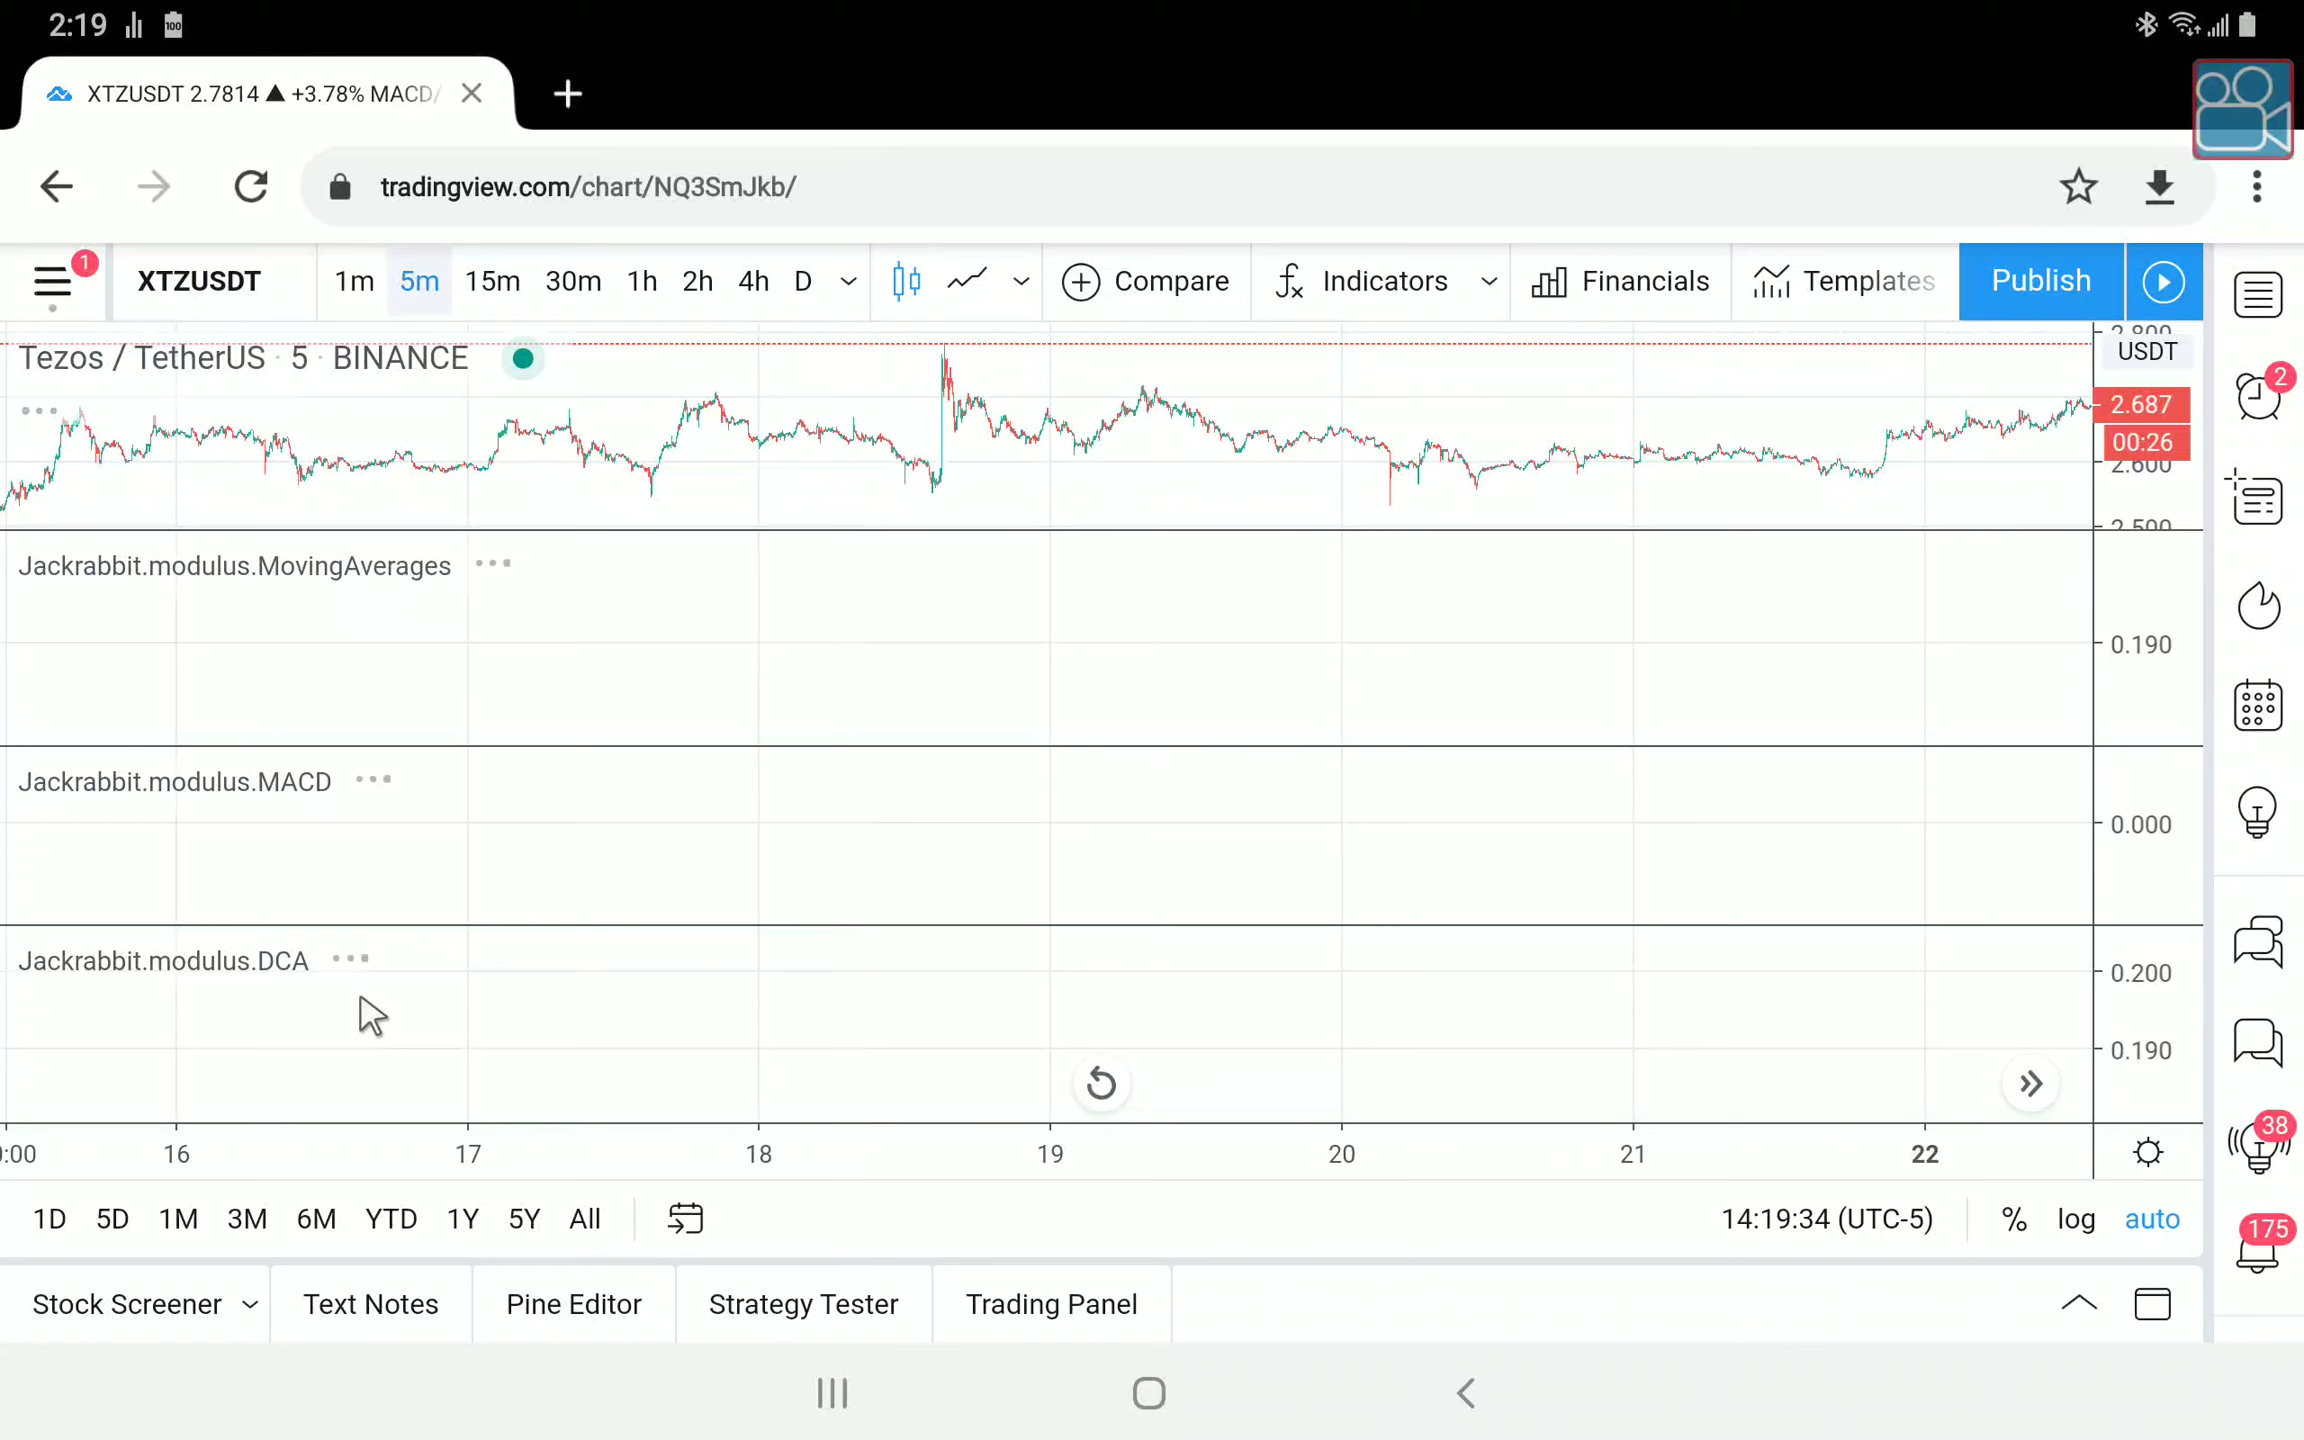 2:19
100
XTZUSDT 2.7814 ▲ +3.78% MACD/
tradingview.com/chart/NQ3SmJkb/
1
XTZUSDT 1m 5m 15m 30m 1h 2h 4h D Compare Indicators Financials Templates Publish
Tezos / TetherUS · 5 · BINANCE
2.800
USDT
2.687
00:26
2.600
2.500
2
Jackrabbit.modulus.MovingAverages
0.190
Jackrabbit.modulus.MACD
0.000
Jackrabbit.modulus.DCA
0.200
0.190
:00 16 17 18 19 20 21 22
38
1D 5D 1M 3M 6M YTD 1Y 5Y All 14:19:34 (UTC-5) % log auto
175
Stock Screener Text Notes Pine Editor Strategy Tester Trading Panel